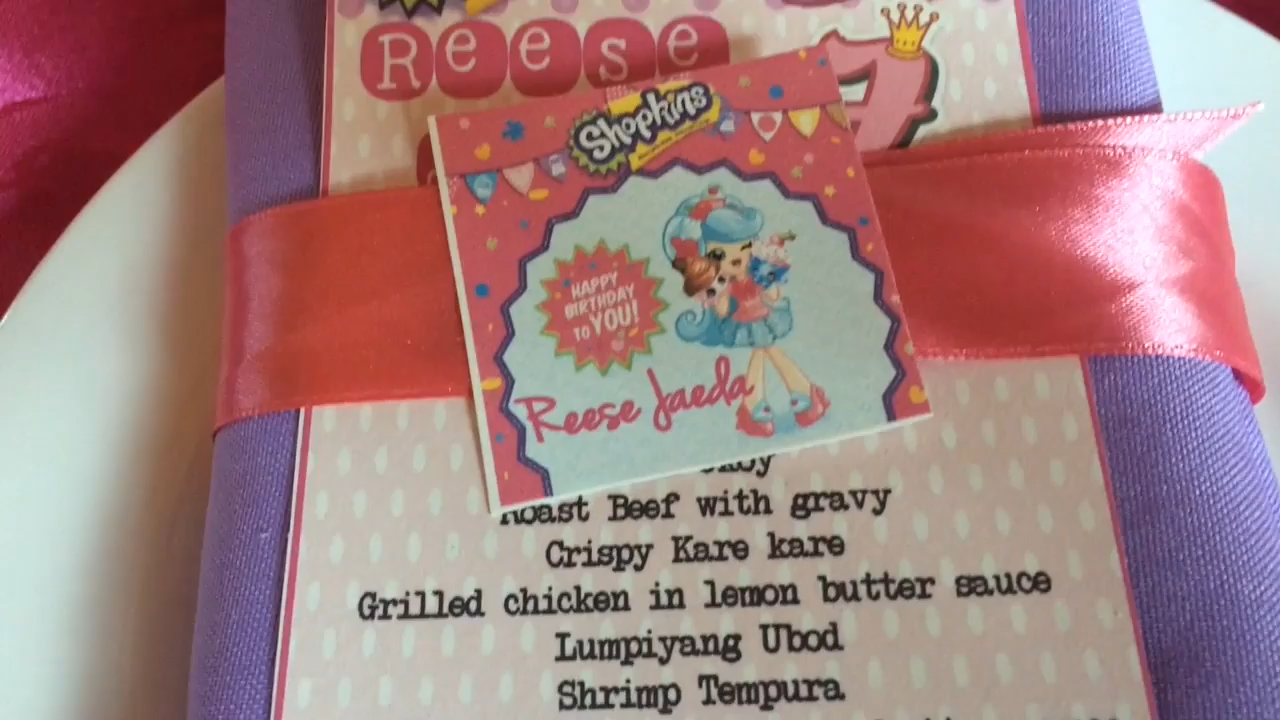 Reese
7
Shopkins
HAPPY
BIRTHDAY
TO YOU!
Reese Jaeda
Roast Beef with gravy
Crispy Kare kare
Grilled chicken in lemon butter sauce
Lumpiyang Ubod
Shrimp Tempura